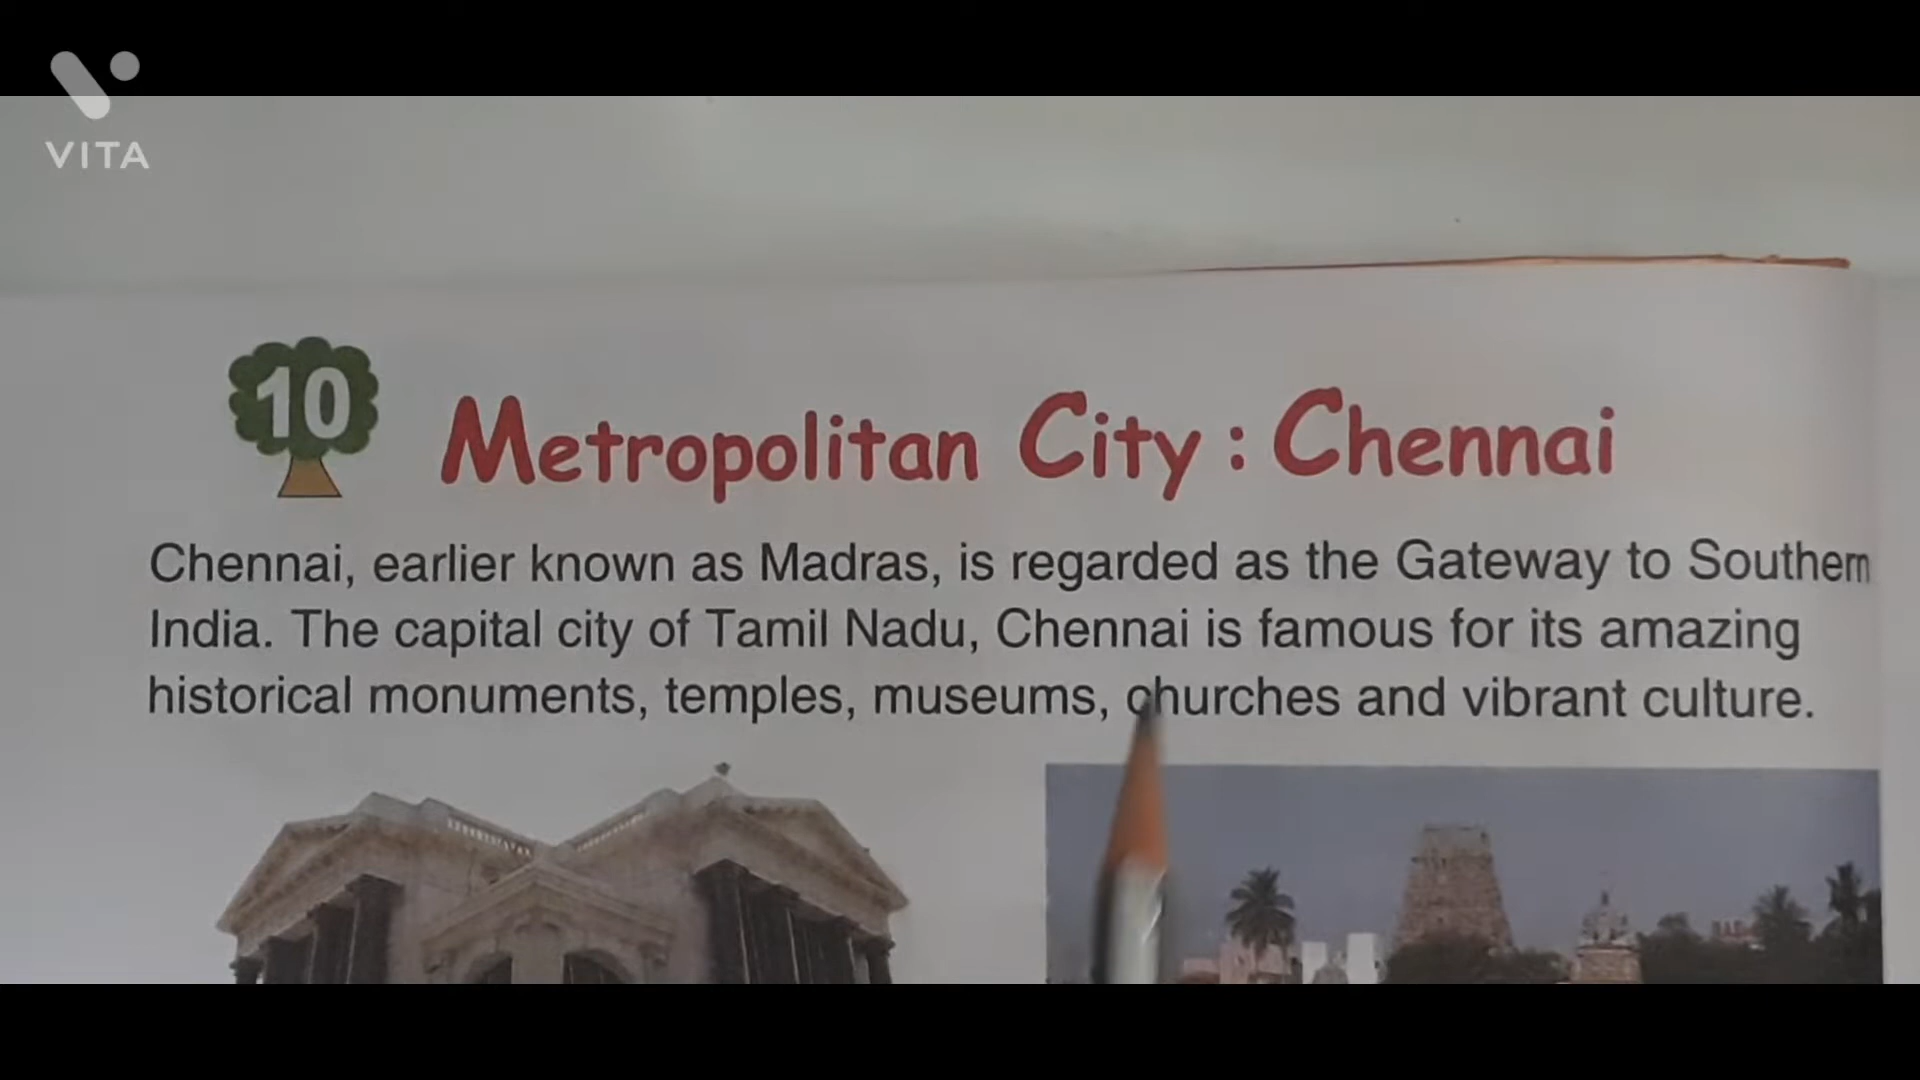 VITA
10
Metropolitan City : Chennai
Chennai, earlier known as Madras, is regarded as the Gateway to Southern
India. The capital city of Tamil Nadu, Chennai is famous for its amazing
historical monuments, temples, museums, churches and vibrant culture.